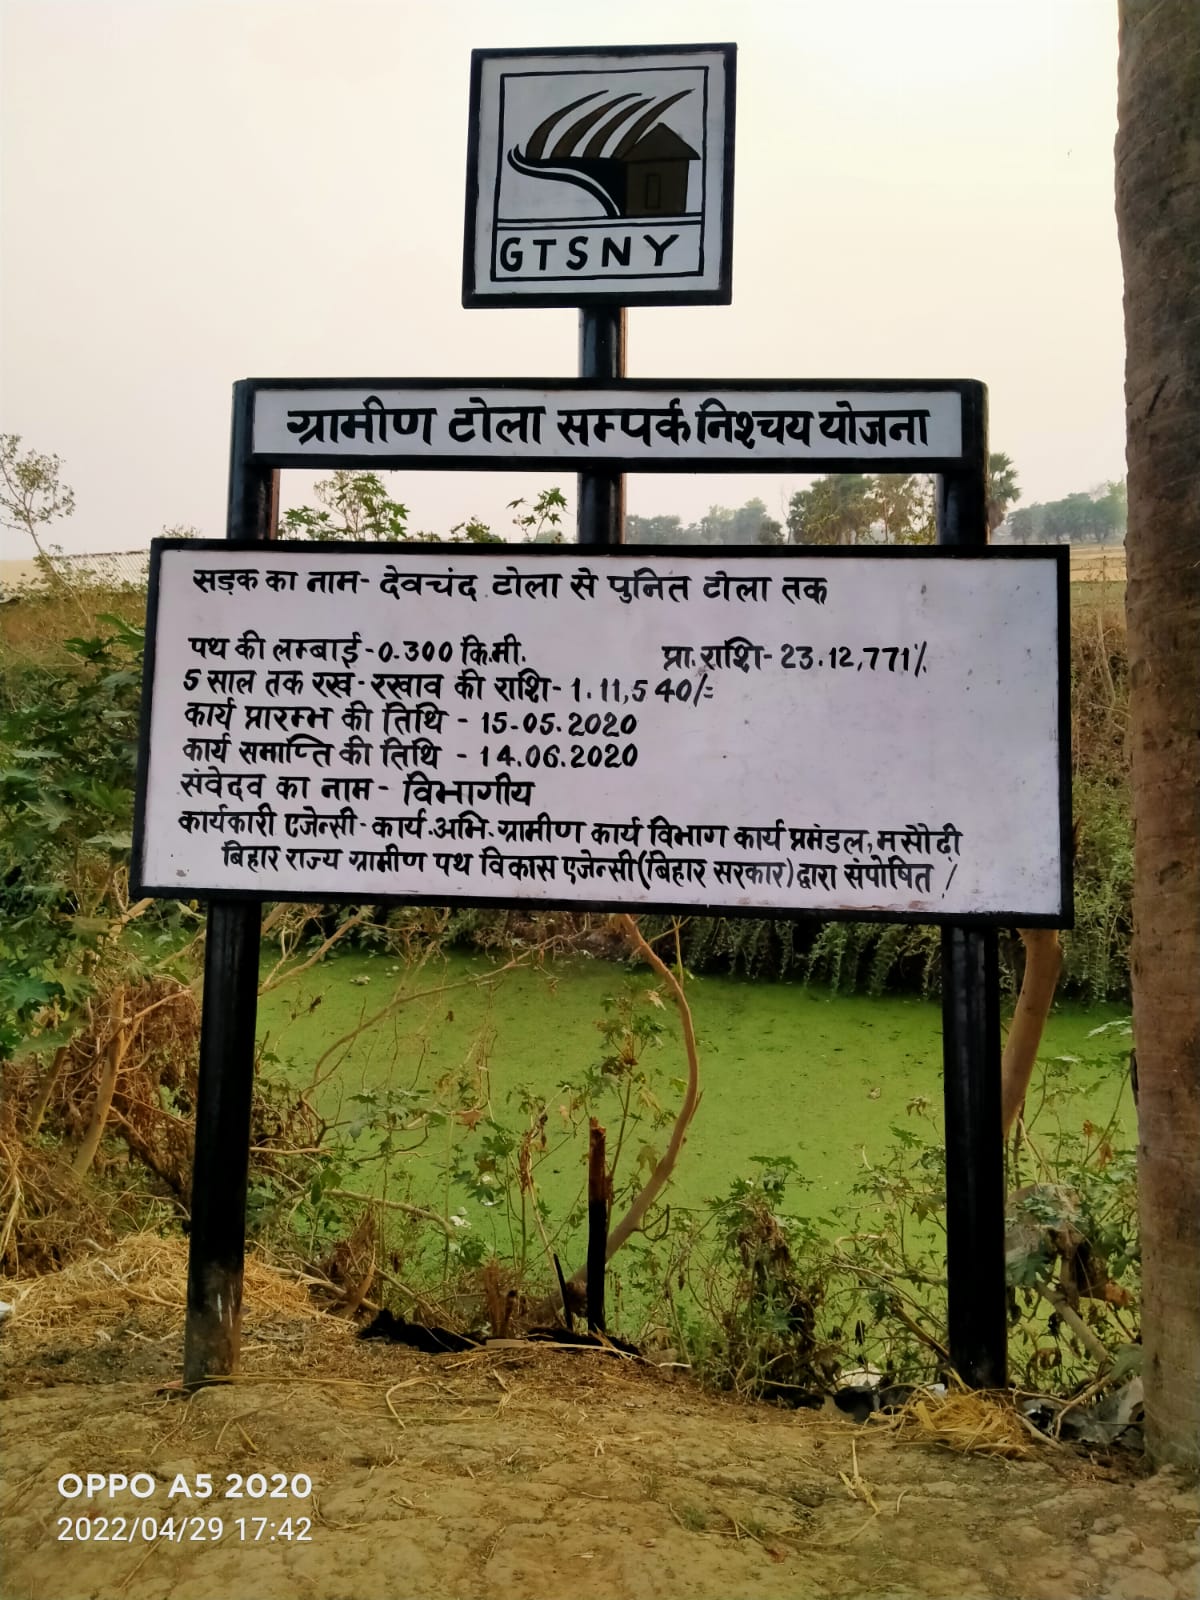 GTSNY
ग्रामीण टोला सम्पर्क निश्चय योजना
सड़क का नाम- देवचंद टोला से पुनित टोला तक
पथ की लम्बाई-0.300 कि.मी. प्रा. राशि- 23.12,771/.
5 साल तक रख-रखाव की राशि- 1.11,540/=
कार्य प्रारम्भ की तिथि - 15-05.2020
कार्य समाप्ति की तिथि - 14.06.2020
संवेदव का नाम- विभागीय
कार्यकारी एजेन्सी- कार्य.अभि.ग्रामीण कार्य विभाग कार्य प्रमंडल, मसौढी
बिहार राज्य ग्रामीण पथ विकास एजेन्सी(बिहार सरकार)द्वारा संपोषित /
OPPO A5 2020
2022/04/29 17:42